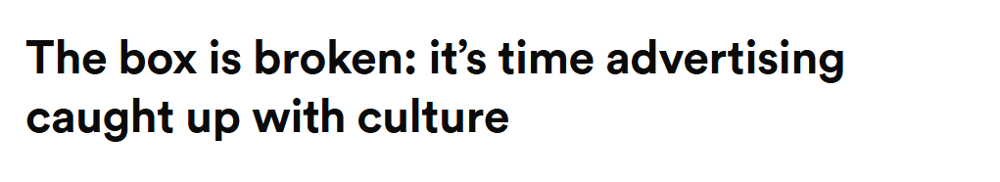 The box is broken: it’s time advertising
caught up with culture